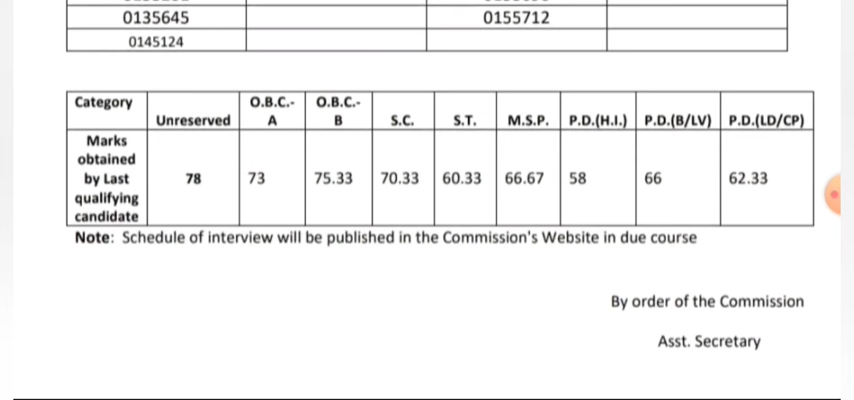 0135645 0155712
0145124
Category Unreserved O.B.C.-A O.B.C.-B S.C. S.T. M.S.P. P.D.(H.I.) P.D.(B/LV) P.D.(LD/CP)
Marks obtained by Last qualifying candidate 78 73 75.33 70.33 60.33 66.67 58 66 62.33
Note: Schedule of interview will be published in the Commission's Website in due course
By order of the Commission
Asst. Secretary